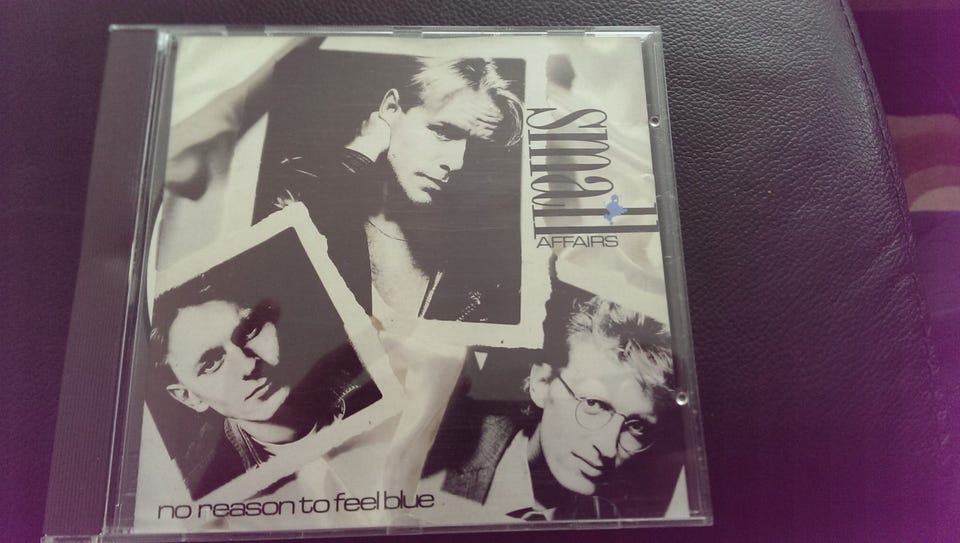 small
AFFAIRS
no reason to feel blue